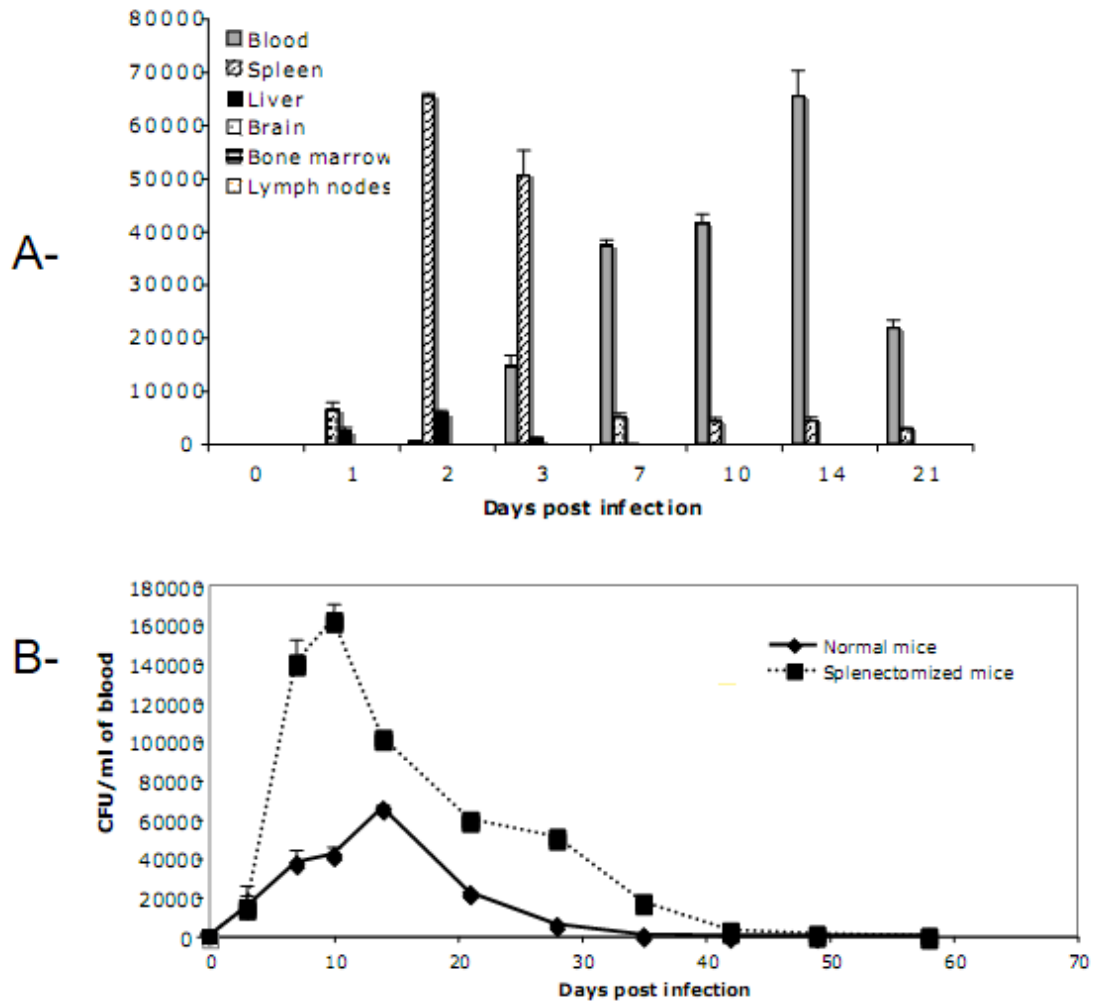 A-
80000
70000
60000
50000
40000
30000
20000
10000
0
Blood
Spleen
Liver
Brain
Bone marrow
Lymph nodes
0 1 2 3 7 10 14 21
Days post infection
B-
CFU/ml of blood
180000
160000
140000
120000
100000
80000
60000
40000
20000
0
Normal mice
Splenectomized mice
0 10 20 30 40 50 60 70
Days post infection